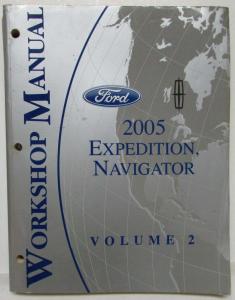 WORKSHOP MANUAL
Ford
2005
EXPEDITION,
NAVIGATOR
VOLUME 2